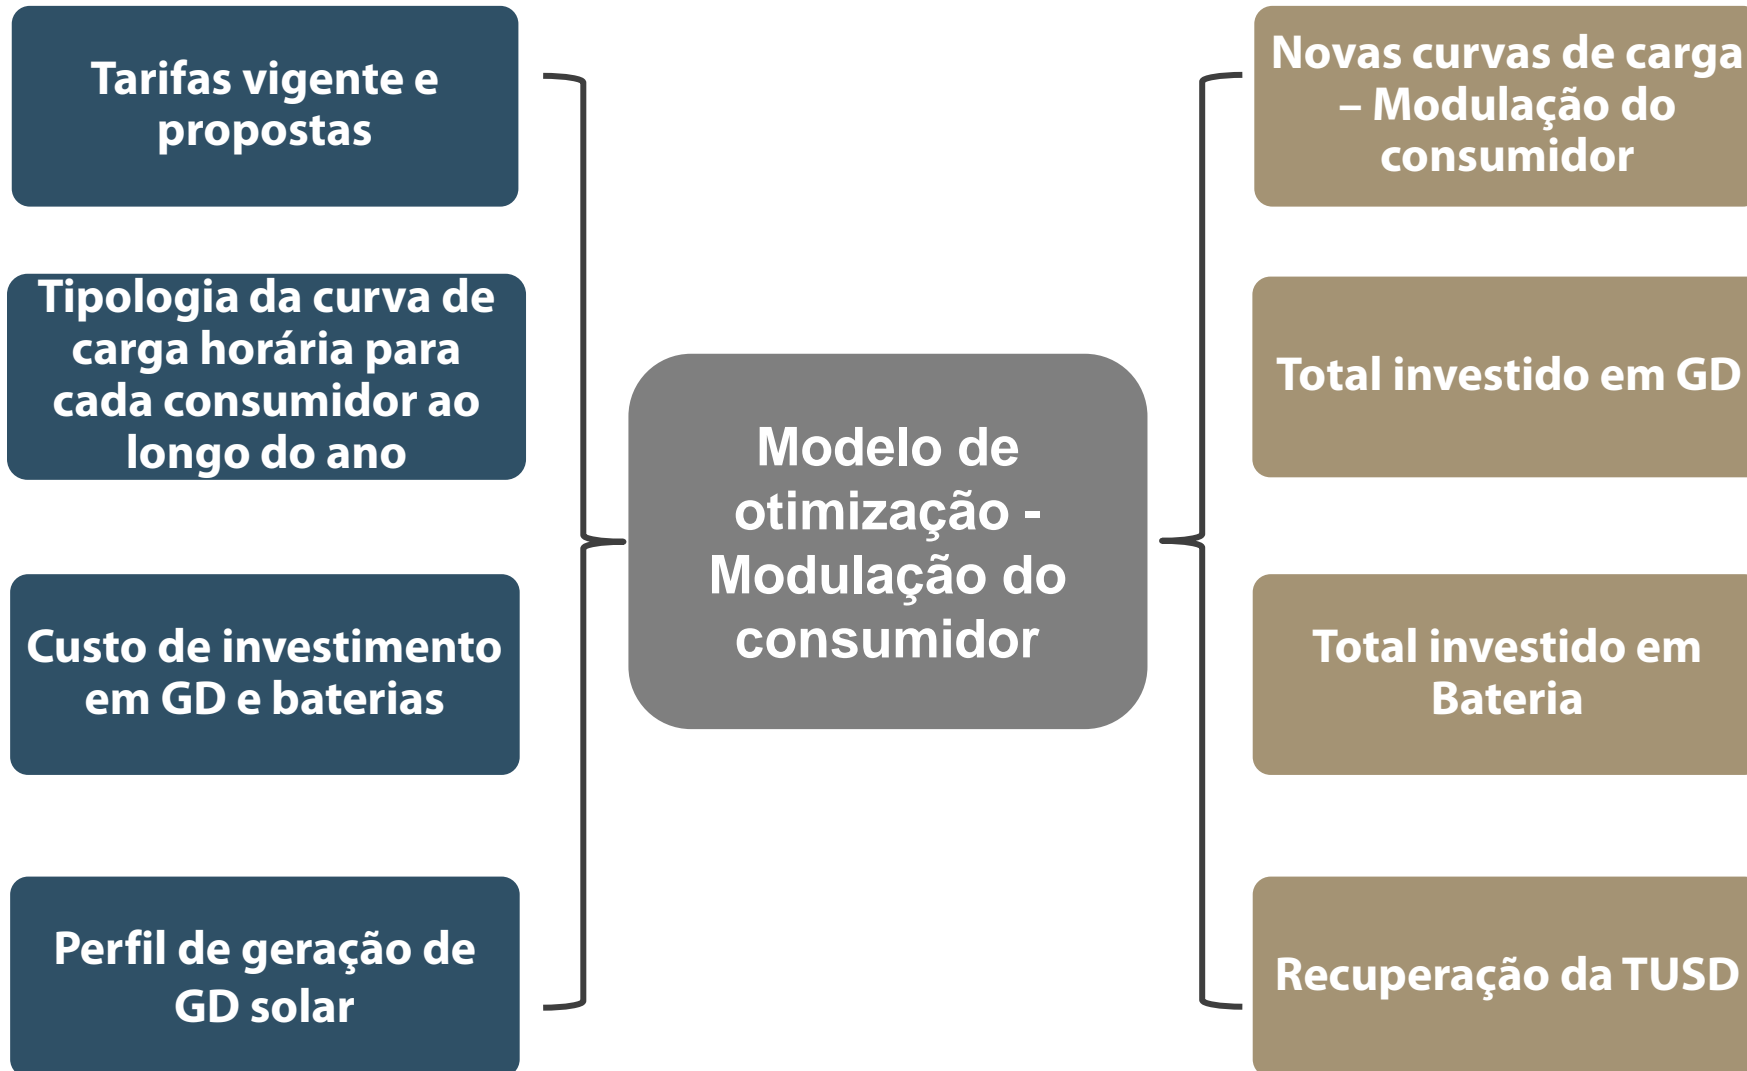 Tarifas vigente e
propostas
Tipologia da curva de
carga horária para
cada consumidor ao
longo do ano
Custo de investimento
em GD e baterias
Perfil de geração de
GD solar
Modelo de
otimização -
Modulação do
consumidor
Novas curvas de carga
– Modulação do
consumidor
Total investido em GD
Total investido em
Bateria
Recuperação da TUSD